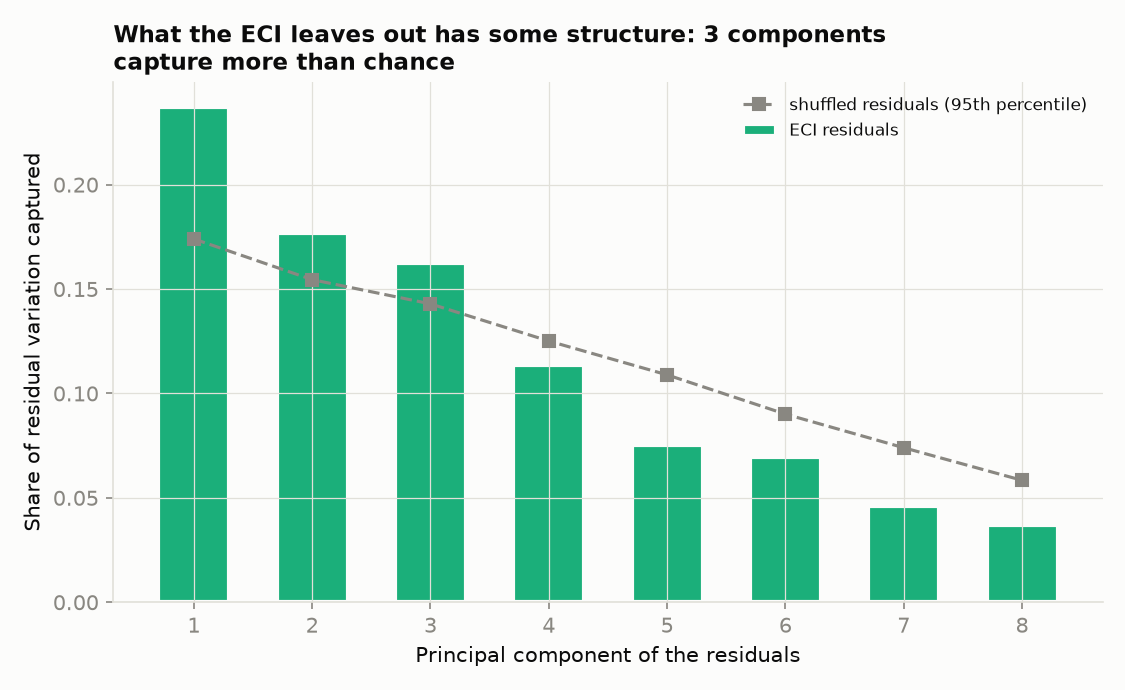 What the ECI leaves out has some structure: 3 components
capture more than chance
shuffled residuals (95th percentile)
ECI residuals
Share of residual variation captured
0.20
0.15
0.10
0.05
0.00
1 2 3 4 5 6 7 8
Principal component of the residuals